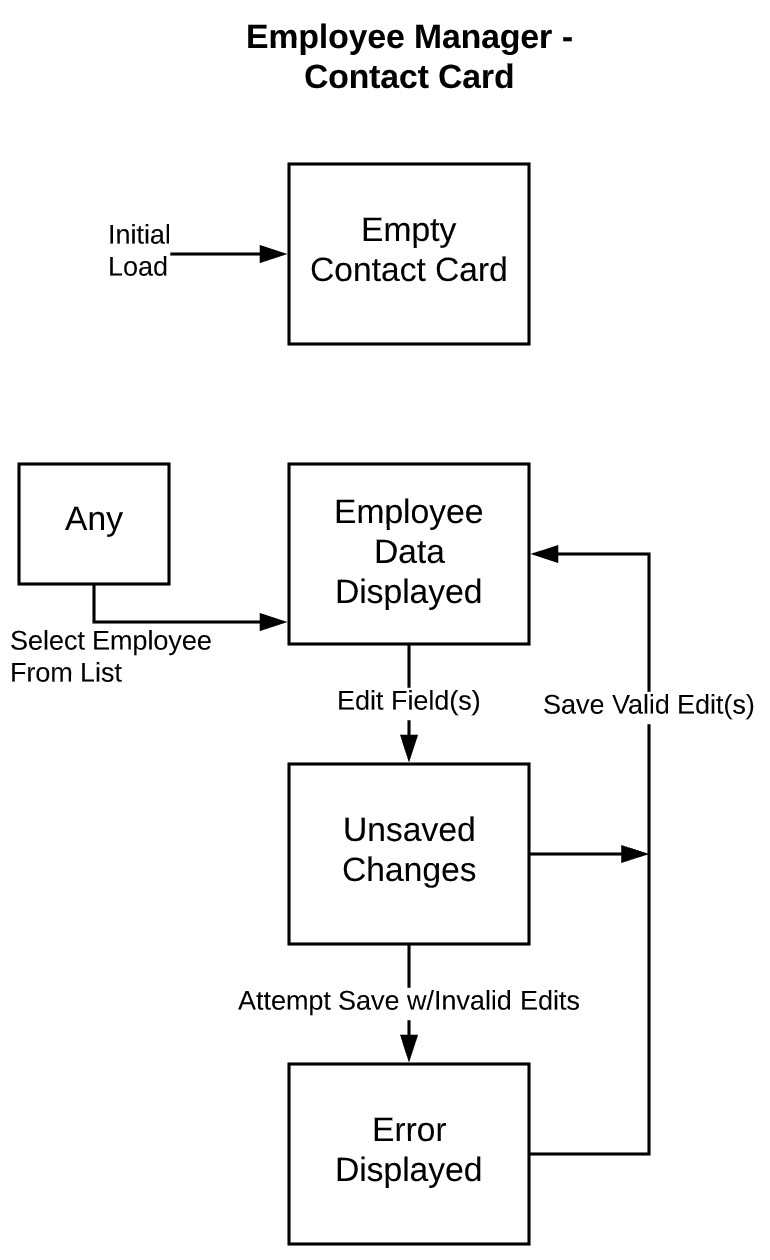 Employee Manager -
Contact Card
Initial
Load
Empty
Contact Card
Any
Employee
Data
Displayed
Select Employee
From List
Edit Field(s)
Save Valid Edit(s)
Unsaved
Changes
Attempt Save w/Invalid Edits
Error
Displayed